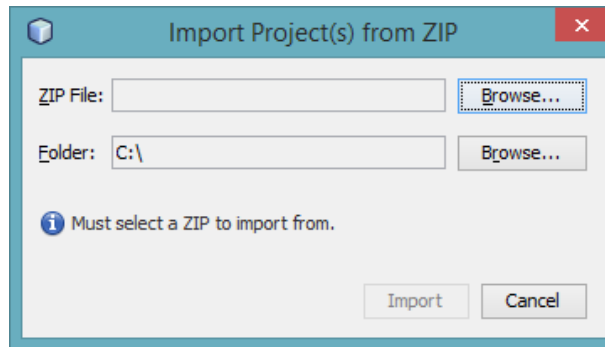 Import Project(s) from ZIP
ZIP File: Browse...
Folder: C:\ Browse...
Must select a ZIP to import from.
Import Cancel